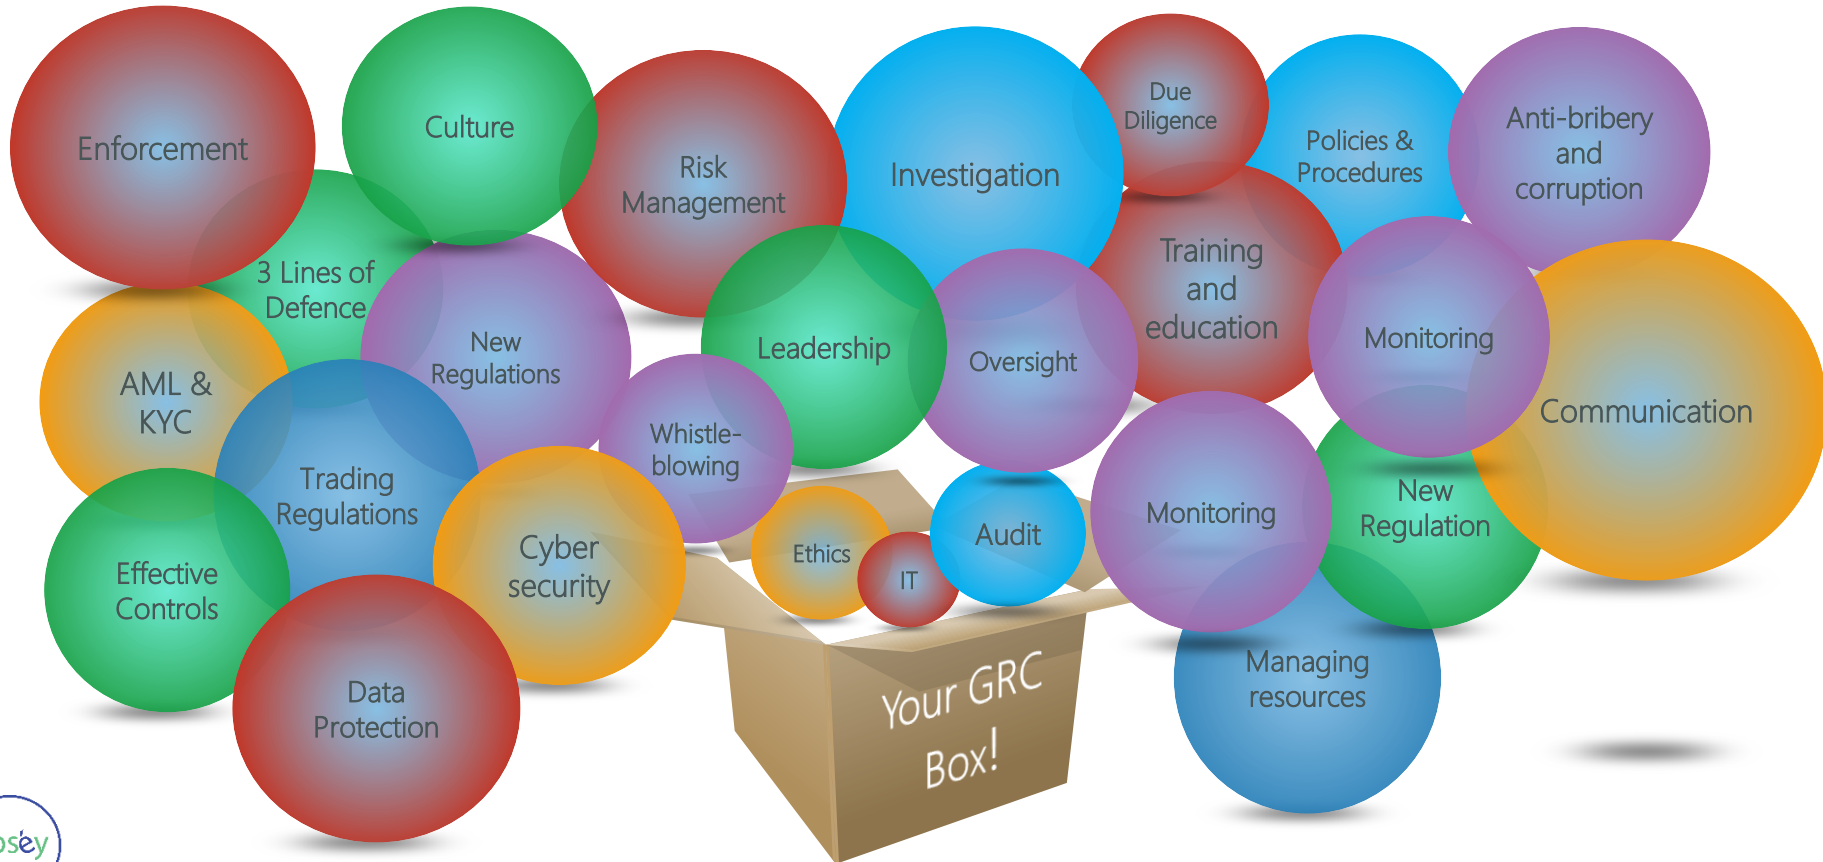 Enforcement
Culture
Risk
Management
Investigation
Due
Diligence
Policies &
Procedures
Anti-bribery
and
corruption
3 Lines of
Defence
New
Regulations
Leadership
Oversight
Training
and
education
Monitoring
Communication
AML &
KYC
Trading
Regulations
Whistle-
blowing
Cyber
security
Ethics
IT
Audit
Monitoring
New
Regulation
Effective
Controls
Data
Protection
Managing
resources
Your GRC
Box!